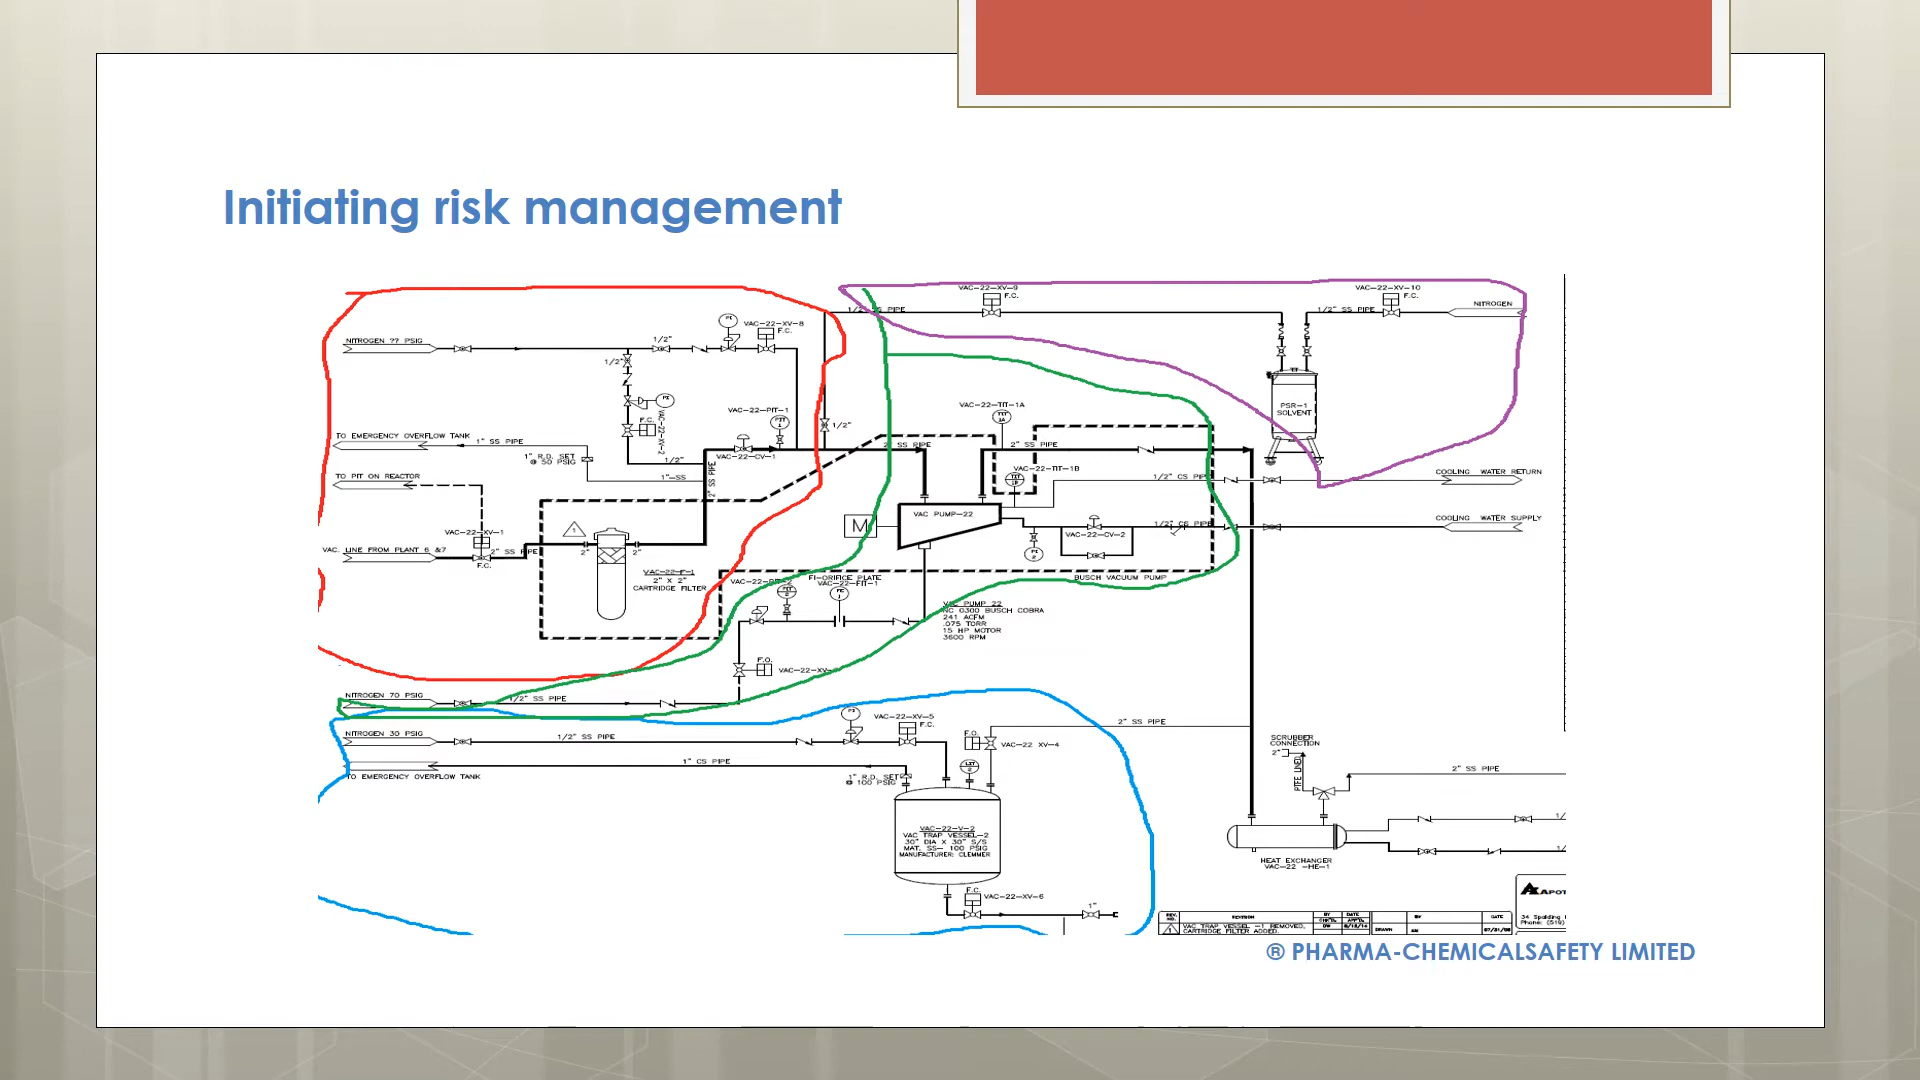 Initiating risk management
VAC-22-XV-9
F.C.
VAC-22-XV-10
F.C.
NITROGEN
1/2" SS PIPE
VAC-22-XV-8
F.C.
PI
1/2"
NITROGEN ?? PSIG
1/2"
PI
F.C.
VAC-22-XV-2
VAC-22-PIT-1
1/2"
VAC-22-TIT-1A
PSR-1
SOLVENT
TO EMERGENCY OVERFLOW TANK
1" SS PIPE
1" R.D. SET
@ 50 PSIG
VAC-22-CV-1
2" SS PIPE
2" SS PIPE
1/2"
1"-SS
2" SS PIPE
VAC-22-TIT-1B
COOLING WATER RETURN
TO PIT ON REACTOR
1/2" CS PIPE
VAC PUMP-22
M
COOLING WATER SUPPLY
1/2" CS PIPE
VAC-22-CV-2
VAC-22-XV-1
F.C.
VAC. LINE FROM PLANT 6 &7
2" SS PIPE
1
2"
2"
VAC-22-F-1
2" X 2"
CARTRIDGE FILTER
FI-ORIFICE PLATE
VAC-22-FIT-1
BUSCH VACUUM PUMP
VAC PUMP 22
NC 0300 BUSCH COBRA
241 ACFM
.075 TORR
15 HP MOTOR
3600 RPM
F.O.
VAC-22-XV-
NITROGEN 70 PSIG
1/2" SS PIPE
NITROGEN 30 PSIG
1/2" SS PIPE
PI
VAC-22-XV-5
F.C.
F.O.
VAC-22 XV-4
2" SS PIPE
SCRUBBER
CONNECTION
2"
PTFE LINED
2" SS PIPE
1" CS PIPE
TO EMERGENCY OVERFLOW TANK
1" R.D. SET
@ 100 PSIG
VAC-22-V-2
VAC TRAP VESSEL-2
30" DIA X 30" S/S
MAT. SS- 100 PSIG
MANUFACTURER: CLEMMER
HEAT EXCHANGER
VAC-22 -HE-1
F.C.
VAC-22-XV-6
1"
APOT
34 Spalding
Phone: (519)
REV. NO.
REVISION
BY
DATE
BY
DATE
1
VAC TRAP VESSEL -1 REMOVED,
CARTRIDGE FILTER ADDED.
DRAWN
® PHARMA-CHEMICALSAFETY LIMITED